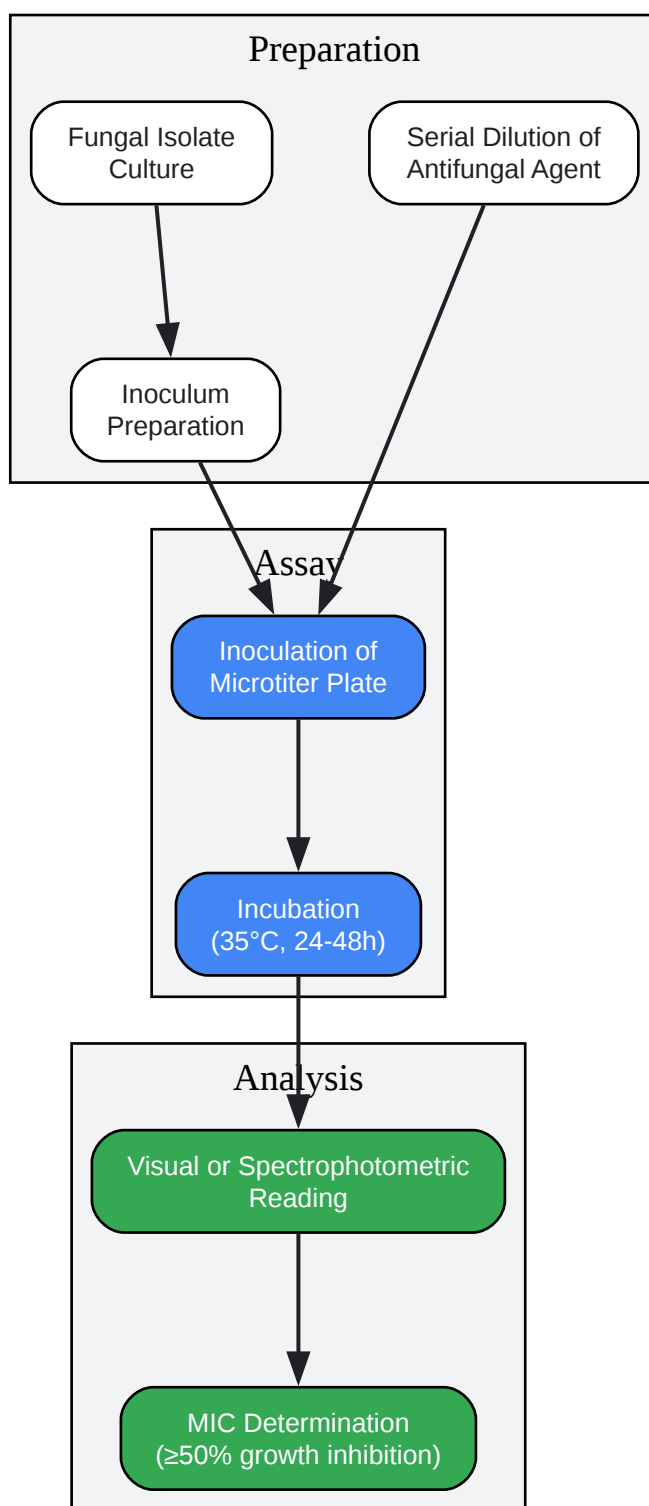 Preparation
Fungal Isolate
Culture
Serial Dilution of
Antifungal Agent
Inoculum
Preparation
Assay
Inoculation of
Microtiter Plate
Incubation
(35°C, 24-48h)
Analysis
Visual or Spectrophotometric
Reading
MIC Determination
(≥50% growth inhibition)